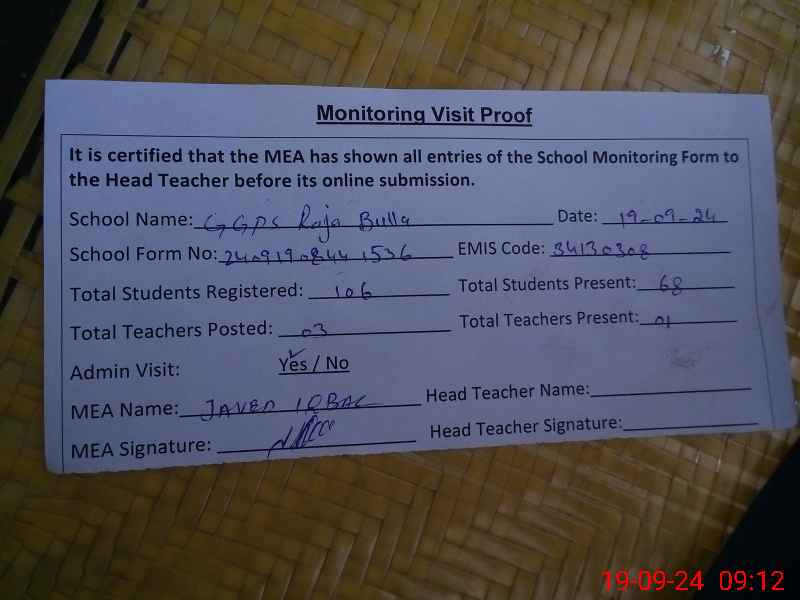 Monitoring Visit Proof
It is certified that the MEA has shown all entries of the School Monitoring Form to
the Head Teacher before its online submission.
School Name: GGPS Raja Bulla Date: 19-09-24
School Form No: 2409190844 1536 EMIS Code: 34130308
Total Students Registered: 106 Total Students Present: 68
Total Teachers Posted: 03 Total Teachers Present: 01
Admin Visit: Yes / No
MEA Name: JAVED IQBAL Head Teacher Name:
MEA Signature: Head Teacher Signature:
19-09-24 09:12